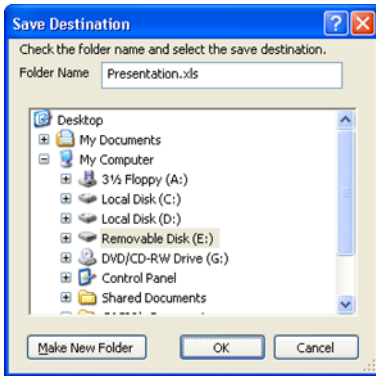 Save Destination
Check the folder name and select the save destination.
Folder Name Presentation.xls
Desktop
My Documents
My Computer
3½ Floppy (A:)
Local Disk (C:)
Local Disk (D:)
Removable Disk (E:)
DVD/CD-RW Drive (G:)
Control Panel
Shared Documents
Make New Folder OK Cancel